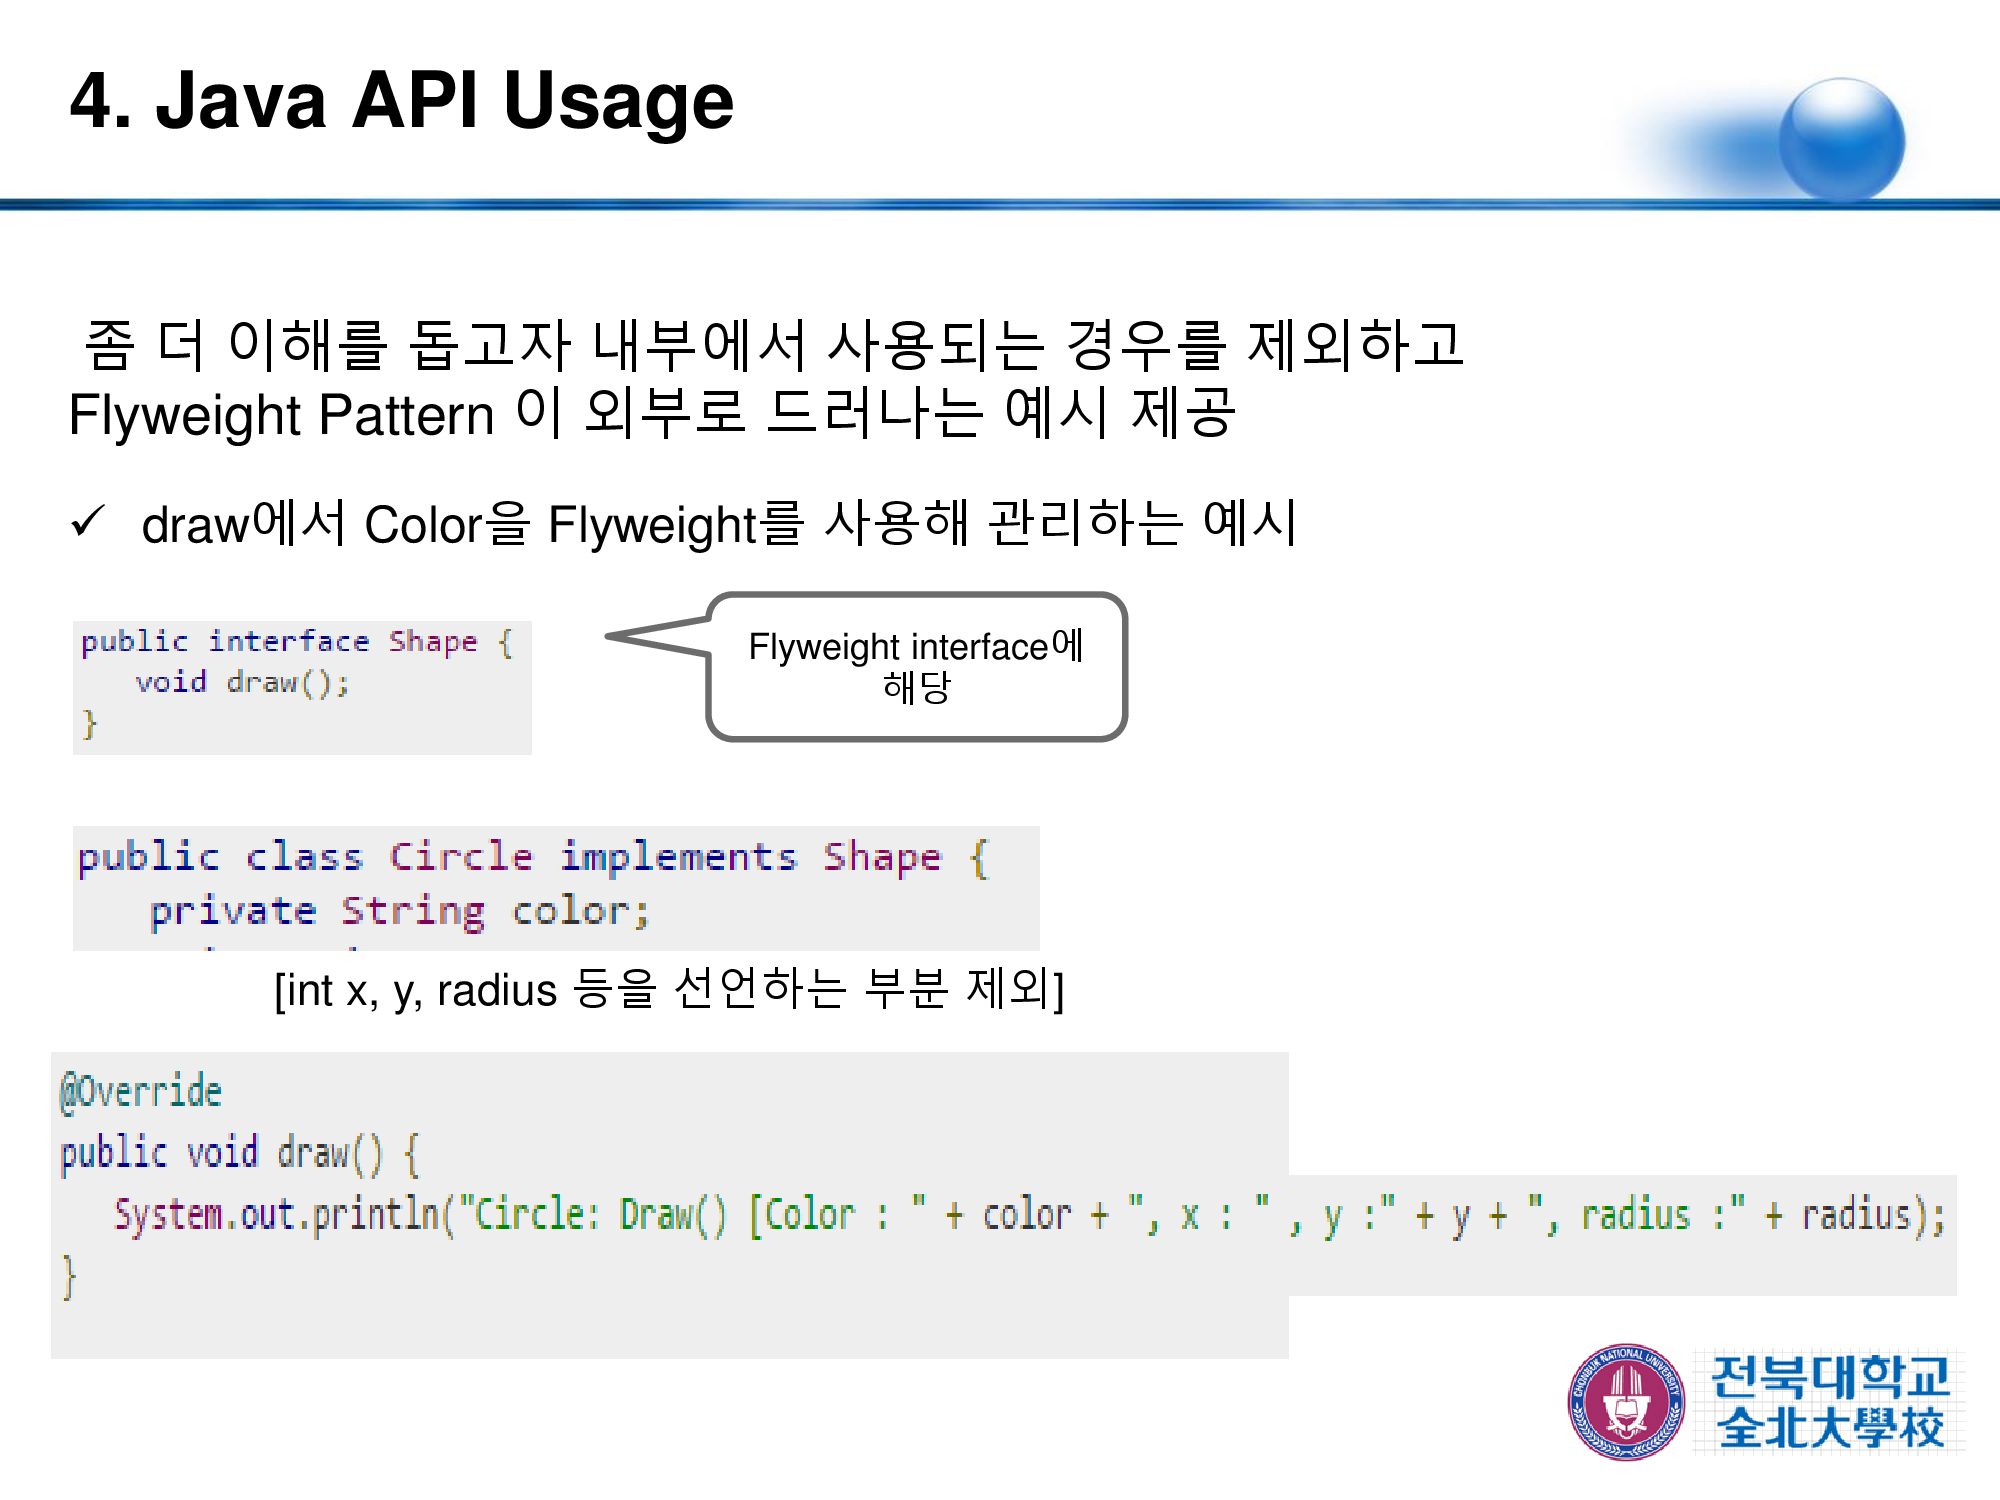 4. Java API Usage
좀 더 이해를 돕고자 내부에서 사용되는 경우를 제외하고
Flyweight Pattern 이 외부로 드러나는 예시 제공
✓ draw에서 Color을 Flyweight를 사용해 관리하는 예시
public interface Shape {
void draw();
}
Flyweight interface에
해당
public class Circle implements Shape {
private String color;
[int x, y, radius 등을 선언하는 부분 제외]
@Override
public void draw() {
System.out.println("Circle: Draw() [Color : " + color + ", x : " , y :" + y + ", radius :" + radius);
}
CHONBUK NATIONAL UNIVERSITY
전북대학교
全北大學校